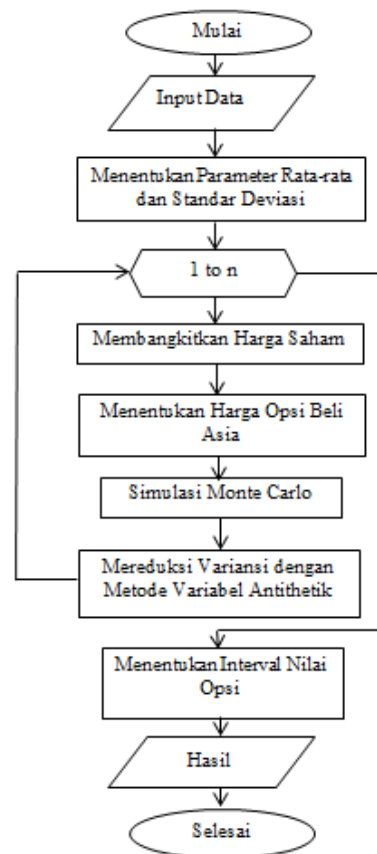 Mulai
Input Data
Menentukan Parameter Rata-rata
dan Standar Deviasi
1 to n
Membangkitkan Harga Saham
Menentukan Harga Opsi Beli
Asia
Simulasi Monte Carlo
Mereduksi Variansi dengan
Metode Variabel Antithetik
Menentukan Interval Nilai
Opsi
Hasil
Selesai